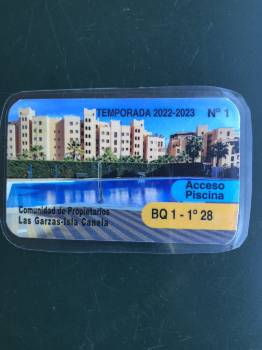 TEMPORADA 2022-2023 Nº 1
Acceso
Piscina
Comunidad de Propietarios
Las Garzas-Isla Canela
BQ 1 - 1º 28